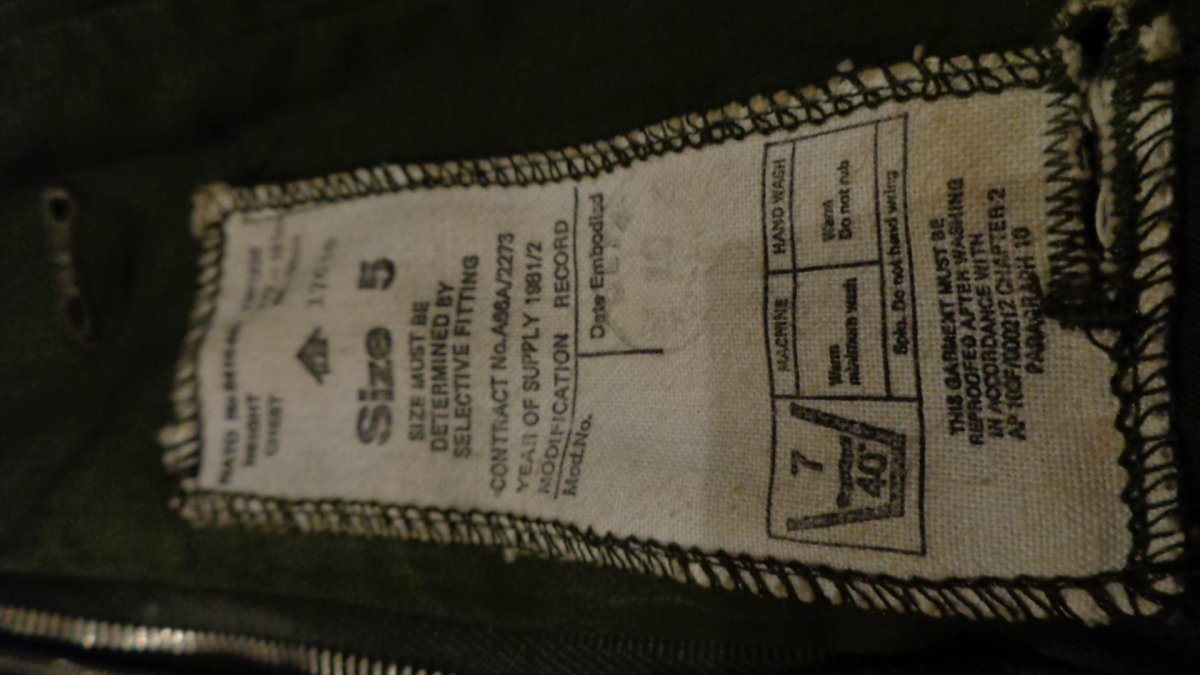 NATO No.
HEIGHT
CHEST
Size 5
SIZE MUST BE
DETERMINED BY
SELECTIVE FITTING
CONTRACT No.A66A/2273
YEAR OF SUPPLY 1981/2
MODIFICATION RECORD
Mod.No. Date Embodied
7 MACHINE HAND WASH
40° Warm minimum wash Warm Do not rub
Spin. Do not hand wring
THIS GARMENT MUST BE
REPROOFED AFTER WASHING
IN ACCORDANCE WITH
AP 108F/000212 CHAPTER 2
PARAGRAPH 10